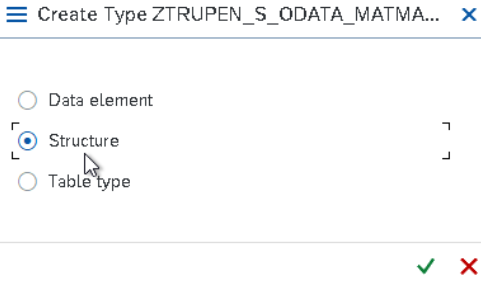 Create Type ZTRUPEN_S_ODATA_MATMA...
Data element
Structure
Table type